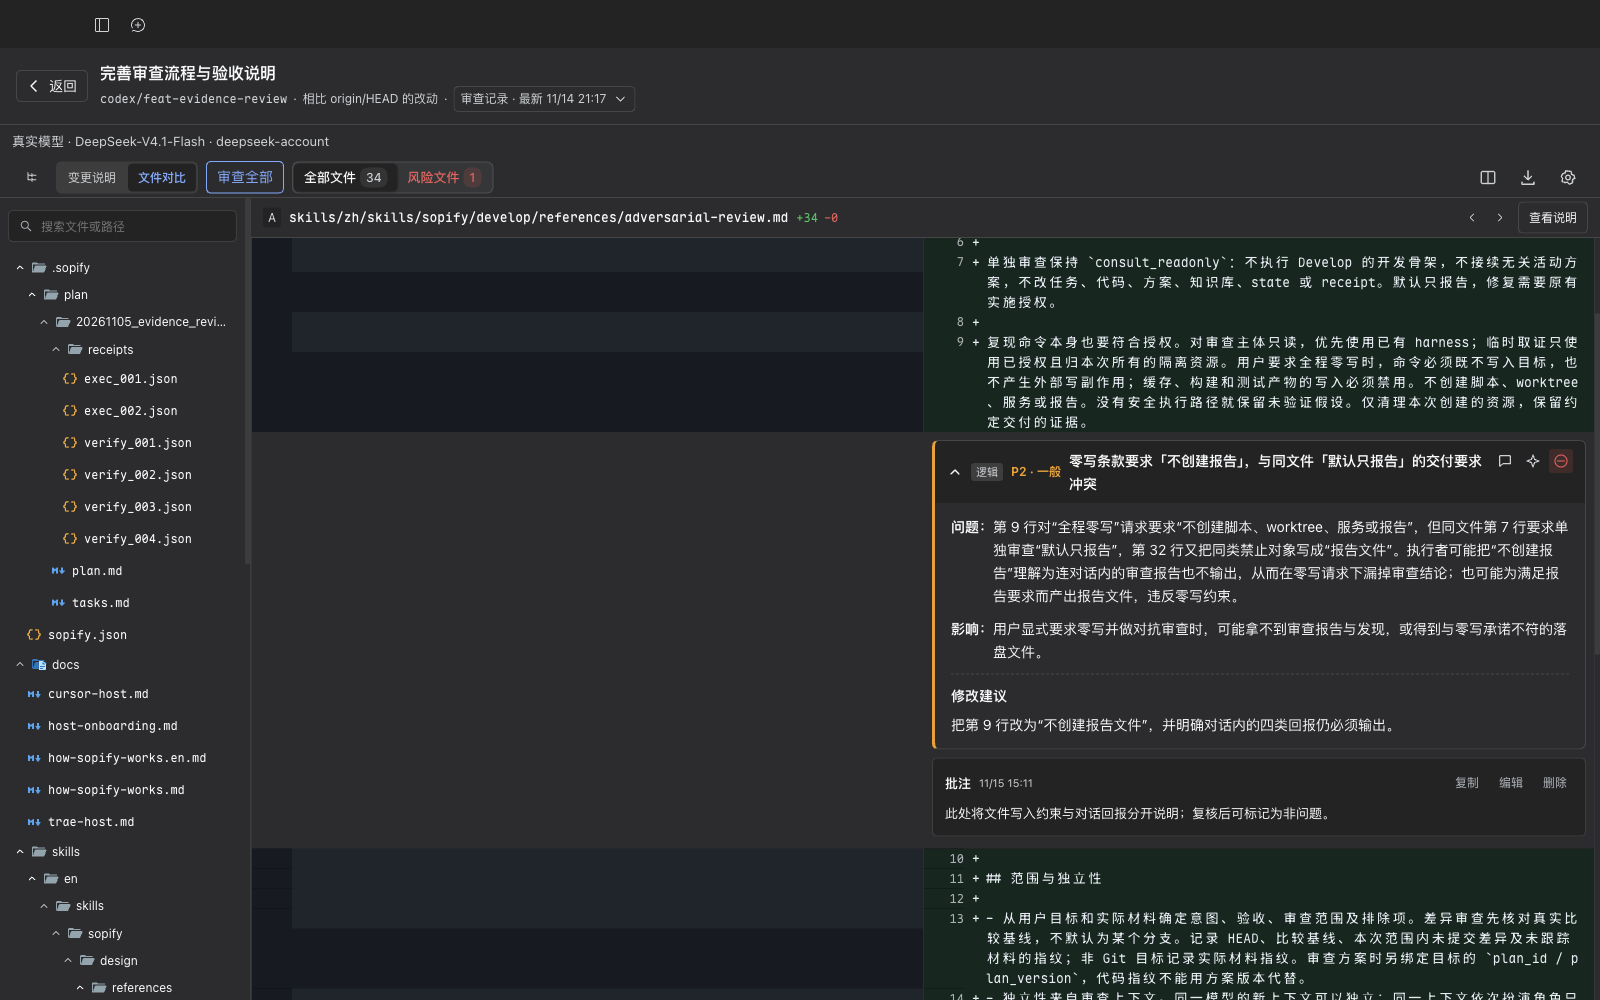 返回
完善审查流程与验收说明
codex/feat-evidence-review · 相比 origin/HEAD 的改动 ·
审查记录 · 最新 11/14 21:17
真实模型 · DeepSeek-V4.1-Flash · deepseek-account
变更说明
文件对比
审查全部
全部文件 34
风险文件 1
搜索文件或路径
.sopify
plan
20261105_evidence_revi...
receipts
exec_001.json
exec_002.json
verify_001.json
verify_002.json
verify_003.json
verify_004.json
plan.md
tasks.md
sopify.json
docs
cursor-host.md
host-onboarding.md
how-sopify-works.en.md
how-sopify-works.md
trae-host.md
skills
en
skills
sopify
design
references
A skills/zh/skills/sopify/develop/references/adversarial-review.md +34 -0
查看说明
6 +
7 + 单独审查保持 `consult_readonly`：不执行 Develop 的开发骨架，不接续无关活动方
案，不改任务、代码、方案、知识库、state 或 receipt。默认只报告，修复需要原有
实施授权。
8 +
9 + 复现命令本身也要符合授权。对审查主体只读，优先使用已有 harness；临时取证只使
用已授权且归本次所有的隔离资源。用户要求全程零写时，命令必须既不写入目标，也
不产生外部写副作用；缓存、构建和测试产物的写入必须禁用。不创建脚本、worktree
、服务或报告。没有安全执行路径就保留未验证假设。仅清理本次创建的资源，保留约
定交付的证据。
逻辑 P2 · 一般 零写条款要求「不创建报告」，与同文件「默认只报告」的交付要求
冲突
问题： 第 9 行对“全程零写”请求要求“不创建脚本、worktree、服务或报告”，但同文件第 7 行要求单
独审查“默认只报告”，第 32 行又把同类禁止对象写成“报告文件”。执行者可能把“不创建报
告”理解为连对话内的审查报告也不输出，从而在零写请求下漏掉审查结论；也可能为满足报
告要求而产出报告文件，违反零写约束。
影响： 用户显式要求零写并做对抗审查时，可能拿不到审查报告与发现，或得到与零写承诺不符的落
盘文件。
修改建议
把第 9 行改为“不创建报告文件”，并明确对话内的四类回报仍必须输出。
批注 11/15 15:11
复制 编辑 删除
此处将文件写入约束与对话回报分开说明；复核后可标记为非问题。
10 +
11 + ## 范围与独立性
12 +
13 + - 从用户目标和实际材料确定意图、验收、审查范围及排除项。差异审查先核对真实比
较基线，不默认为某个分支。记录 HEAD、比较基线、本次范围内未提交差异及未跟踪
材料的指纹；非 Git 目标记录实际材料指纹。审查方案时另绑定目标的 `plan_id / p
lan_version`，代码指纹不能用方案版本代替。
14 + - 独立性来自审查上下文。同一模型的新上下文可以独立；同一上下文依次扮演角色只